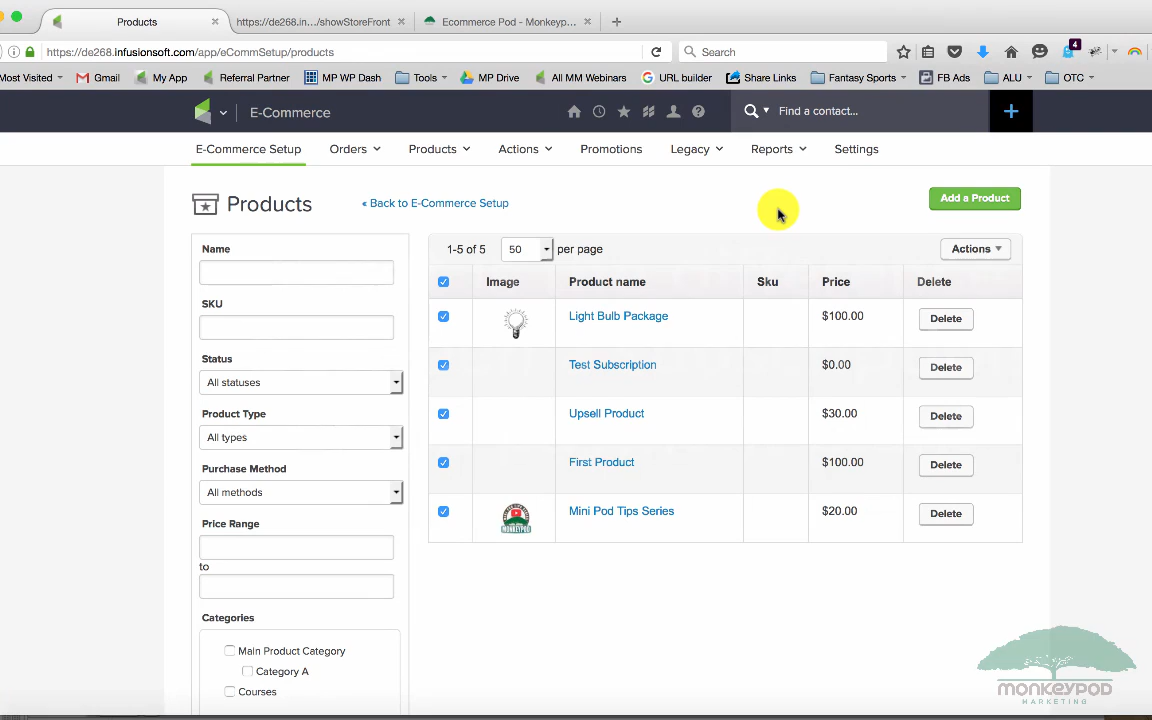 Products
https://de268.in.../showStoreFront
Ecommerce Pod - Monkeyp...
https://de268.infusionsoft.com/app/eCommSetup/products
Search
4
Most Visited
Gmail
My App
Referral Partner
MP WP Dash
Tools
MP Drive
All MM Webinars
URL builder
Share Links
Fantasy Sports
FB Ads
ALU
OTC
E-Commerce
Find a contact...
E-Commerce Setup
Orders
Products
Actions
Promotions
Legacy
Reports
Settings
Products
« Back to E-Commerce Setup
Add a Product
Name
SKU
Status
All statuses
Product Type
All types
Purchase Method
All methods
Price Range
to
Categories
Main Product Category
Category A
Courses
1-5 of 5 50 per page
Actions
Image Product name Sku Price Delete
Light Bulb Package $100.00 Delete
Test Subscription $0.00 Delete
Upsell Product $30.00 Delete
First Product $100.00 Delete
MONKEYPOD Mini Pod Tips Series $20.00 Delete
monkeypod
MARKETING